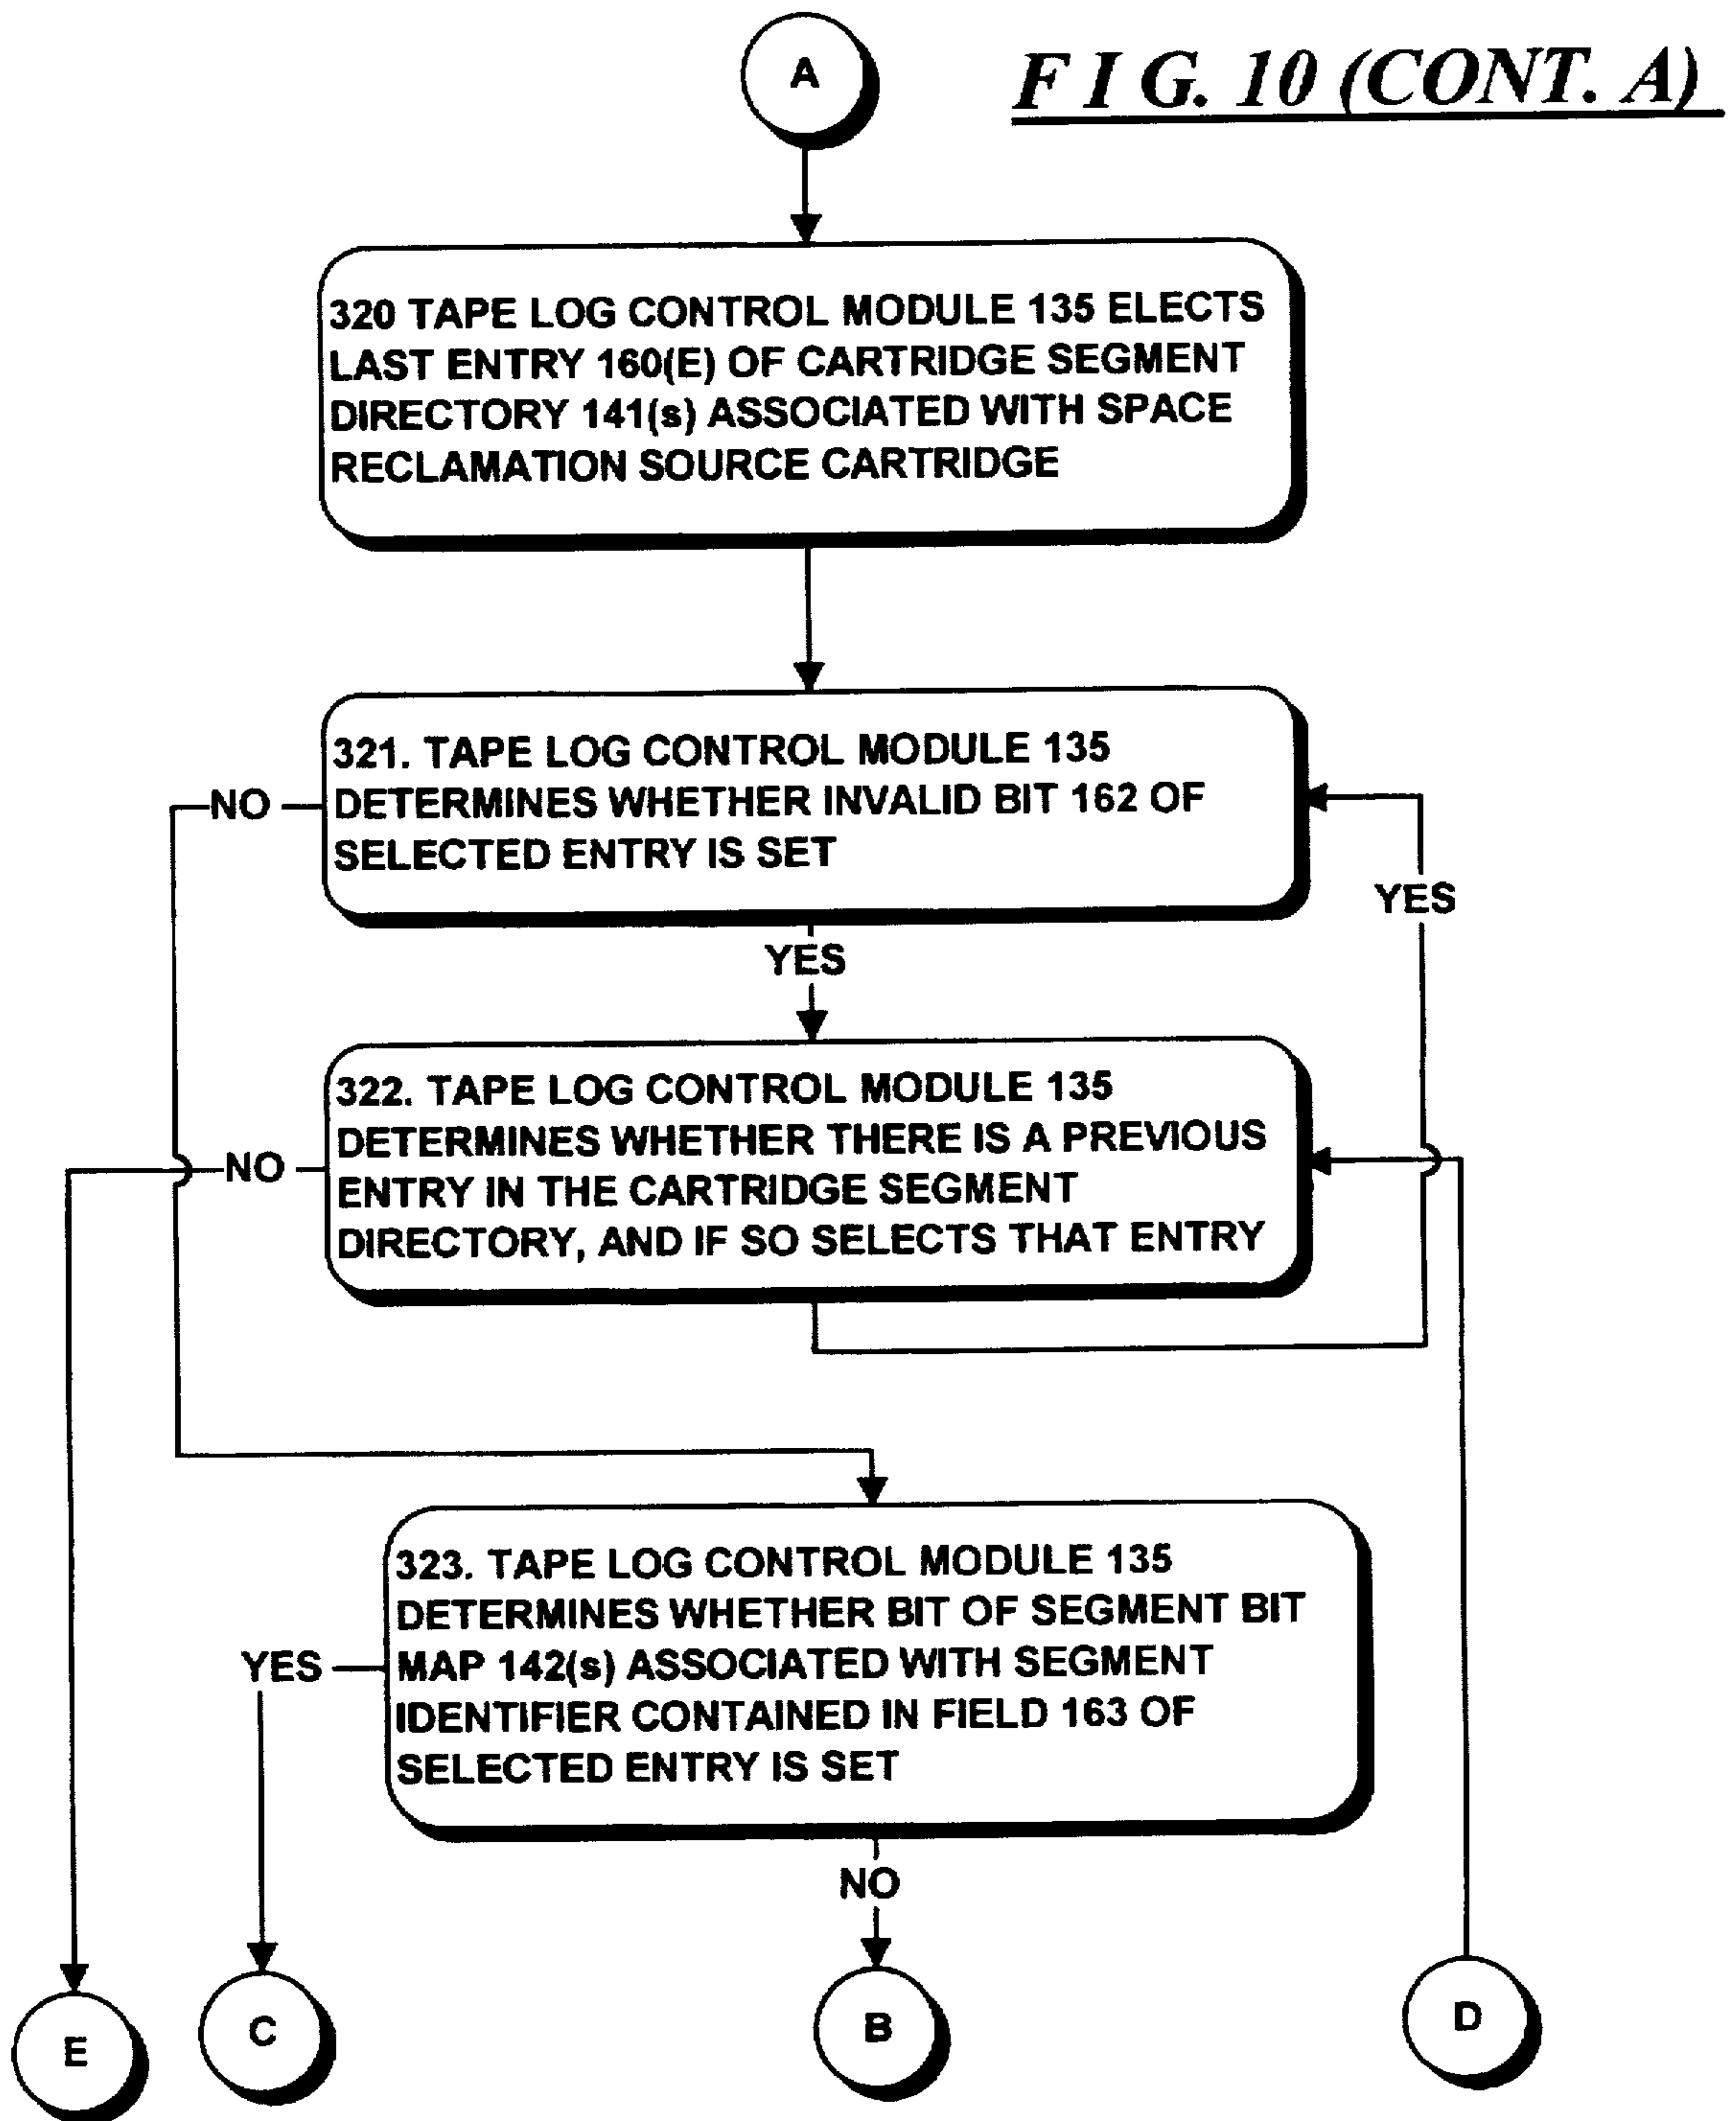 A
F I G. 10 (CONT. A)
320 TAPE LOG CONTROL MODULE 135 ELECTS
LAST ENTRY 160(E) OF CARTRIDGE SEGMENT
DIRECTORY 141(s) ASSOCIATED WITH SPACE
RECLAMATION SOURCE CARTRIDGE
321. TAPE LOG CONTROL MODULE 135
DETERMINES WHETHER INVALID BIT 162 OF
SELECTED ENTRY IS SET
NO
YES
YES
322. TAPE LOG CONTROL MODULE 135
DETERMINES WHETHER THERE IS A PREVIOUS
ENTRY IN THE CARTRIDGE SEGMENT
DIRECTORY, AND IF SO SELECTS THAT ENTRY
NO
323. TAPE LOG CONTROL MODULE 135
DETERMINES WHETHER BIT OF SEGMENT BIT
MAP 142(s) ASSOCIATED WITH SEGMENT
IDENTIFIER CONTAINED IN FIELD 163 OF
SELECTED ENTRY IS SET
YES
NO
E
C
B
D